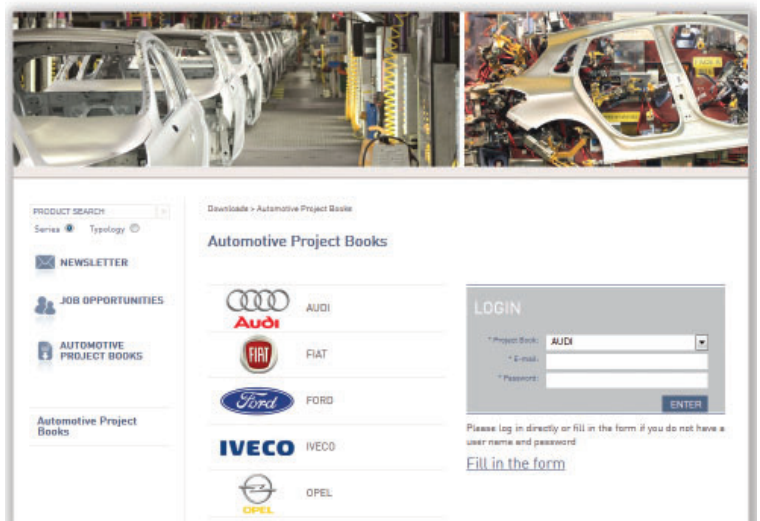 PRODUCT SEARCH
Series Typology
NEWSLETTER
JOB OPPORTUNITIES
AUTOMOTIVE
PROJECT BOOKS
Automotive Project
Books
Downloads > Automotive Project Books
Automotive Project Books
Audi
AUDI
FIAT
FIAT
Ford
FORD
IVECO
IVECO
OPEL
OPEL
LOGIN
* Project Book: AUDI
* E-mail:
* Password:
ENTER
Please log in directly or fill in the form if you do not have a
user name and password
Fill in the form